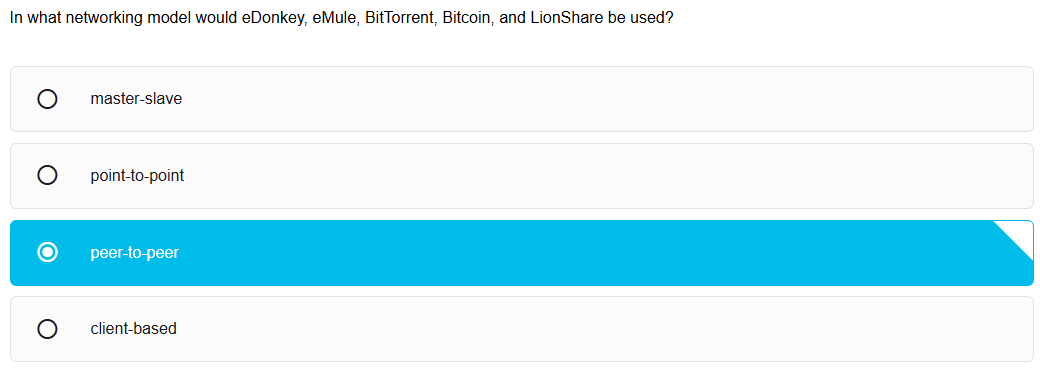 In what networking model would eDonkey, eMule, BitTorrent, Bitcoin, and LionShare be used?
master-slave
point-to-point
peer-to-peer
client-based